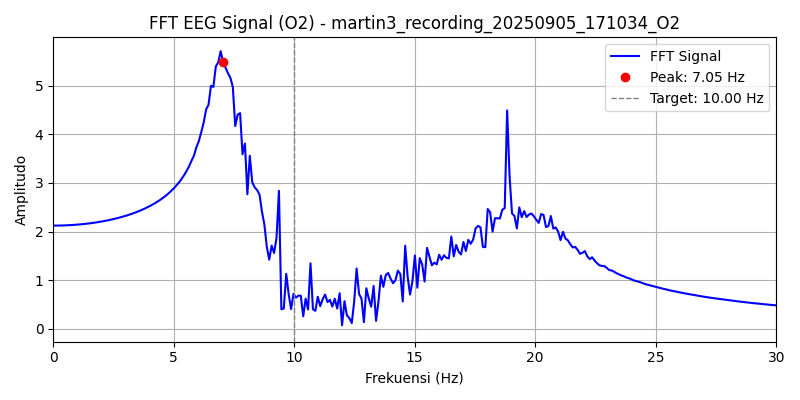 FFT EEG Signal (O2) - martin3_recording_20250905_171034_O2
FFT Signal
Peak: 7.05 Hz
Target: 10.00 Hz
Amplitudo
5
4
3
2
1
0
0 5 10 15 20 25 30
Frekuensi (Hz)